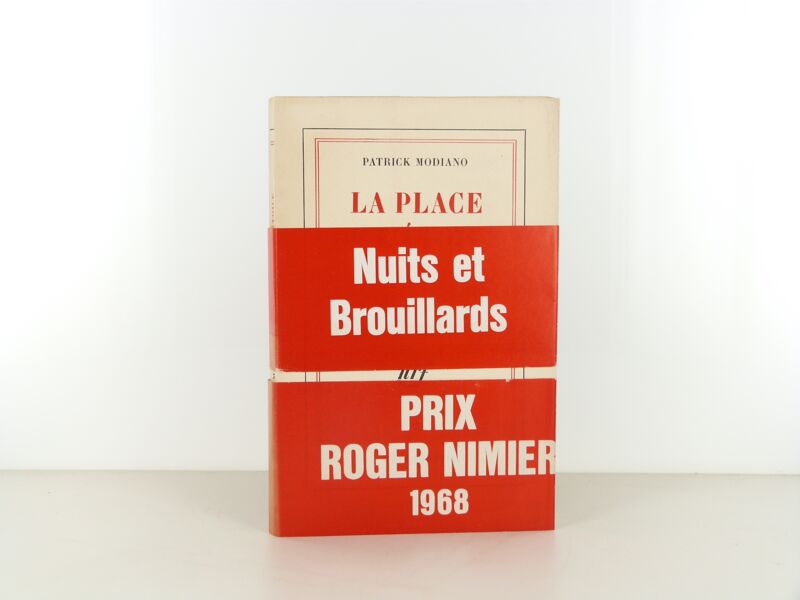 PATRICK MODIANO
LA PLACE
Nuits et
Brouillards
nrf
PRIX
ROGER NIMIER
1968